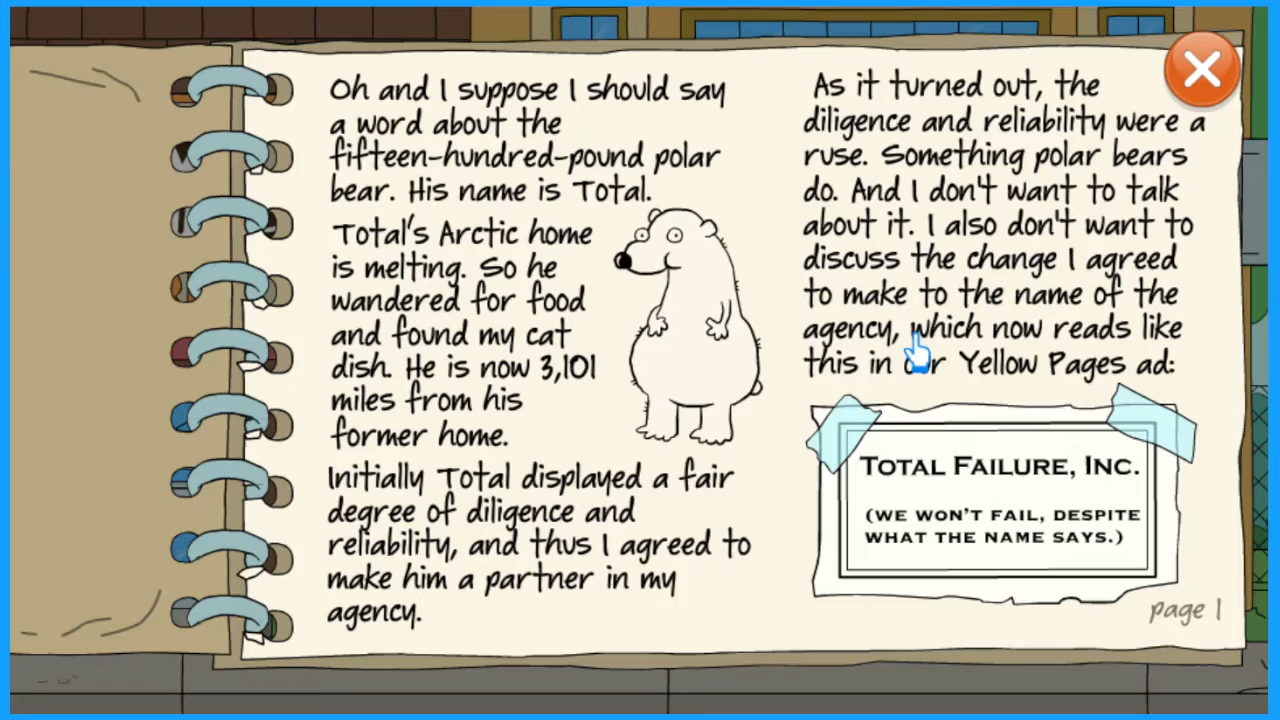 Oh and I suppose I should say
a word about the
fifteen-hundred-pound polar
bear. His name is Total.
Total's Arctic home
is melting. So he
wandered for food
and found my cat
dish. He is now 3,101
miles from his
former home.
Initially Total displayed a fair
degree of diligence and
reliability, and thus I agreed to
make him a partner in my
agency.
As it turned out, the
diligence and reliability were a
ruse. Something polar bears
do. And I don't want to talk
about it. I also don't want to
discuss the change I agreed
to make to the name of the
agency, which now reads like
this in our Yellow Pages ad:
TOTAL FAILURE, INC.
(WE WON'T FAIL, DESPITE
WHAT THE NAME SAYS.)
page 1